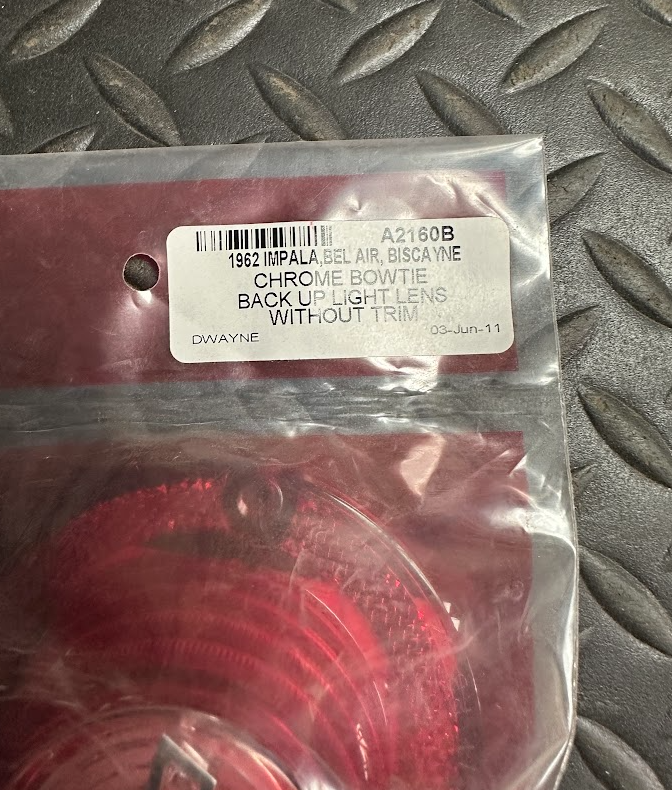 A2160B
1962 IMPALA,BEL AIR, BISCAYNE
CHROME BOWTIE
BACK UP LIGHT LENS
WITHOUT TRIM
DWAYNE 03-Jun-11